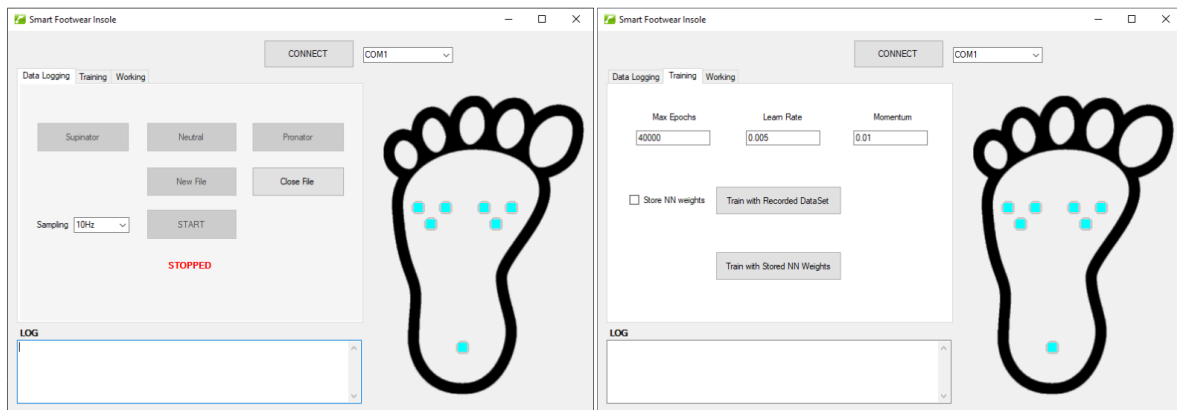 Smart Footwear Insole
CONNECT COM1
Data Logging Training Working
Supinator Neutral Pronator
New File Close File
Sampling 10Hz START
STOPPED
LOG
Smart Footwear Insole
CONNECT COM1
Data Logging Training Working
Max Epochs Learn Rate Momentum
40000 0.005 0.01
Store NN weights Train with Recorded DataSet
Train with Stored NN Weights
LOG